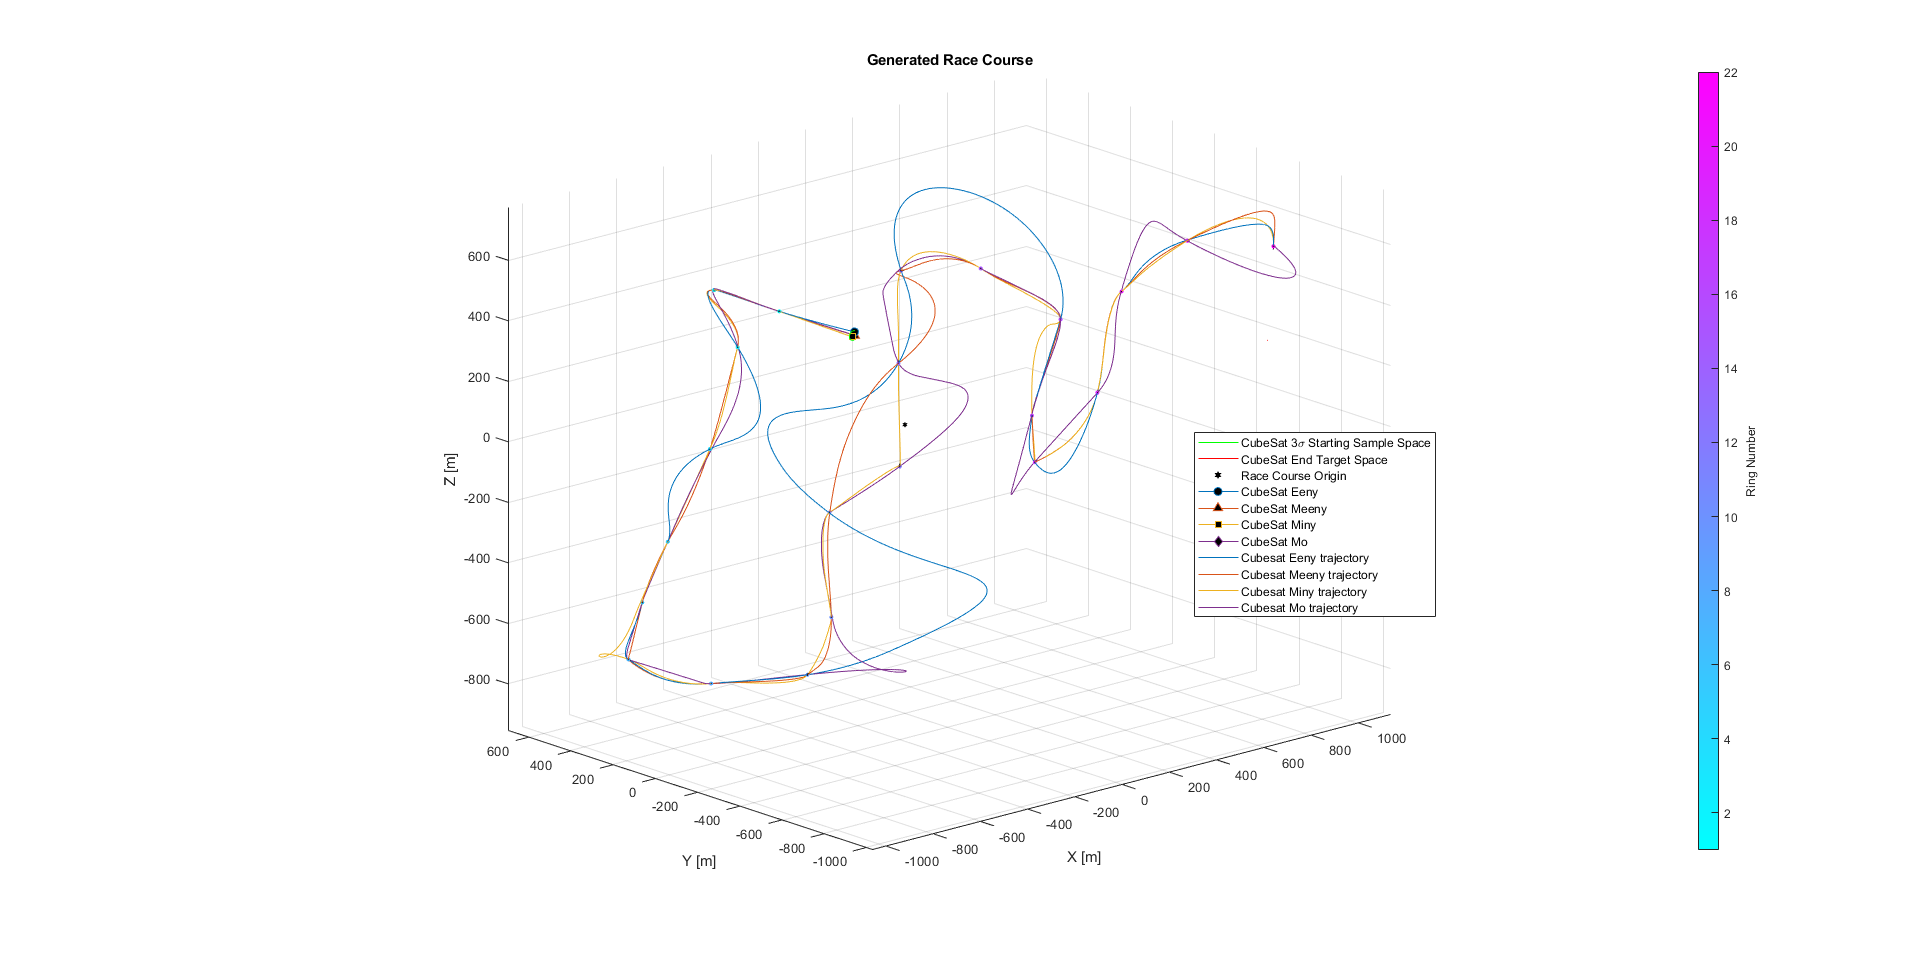 Generated Race Course
22
20
18
16
14
12
10
8
6
4
2
Ring Number
600
400
200
0
-200
-400
-600
-800
Z [m]
600
400
200
0
-200
-400
-600
-800
-1000
Y [m]
-1000
-800
-600
-400
-200
0
200
400
600
800
1000
X [m]
CubeSat 3σ Starting Sample Space
CubeSat End Target Space
Race Course Origin
CubeSat Eeny
CubeSat Meeny
CubeSat Miny
CubeSat Mo
Cubesat Eeny trajectory
Cubesat Meeny trajectory
Cubesat Miny trajectory
Cubesat Mo trajectory